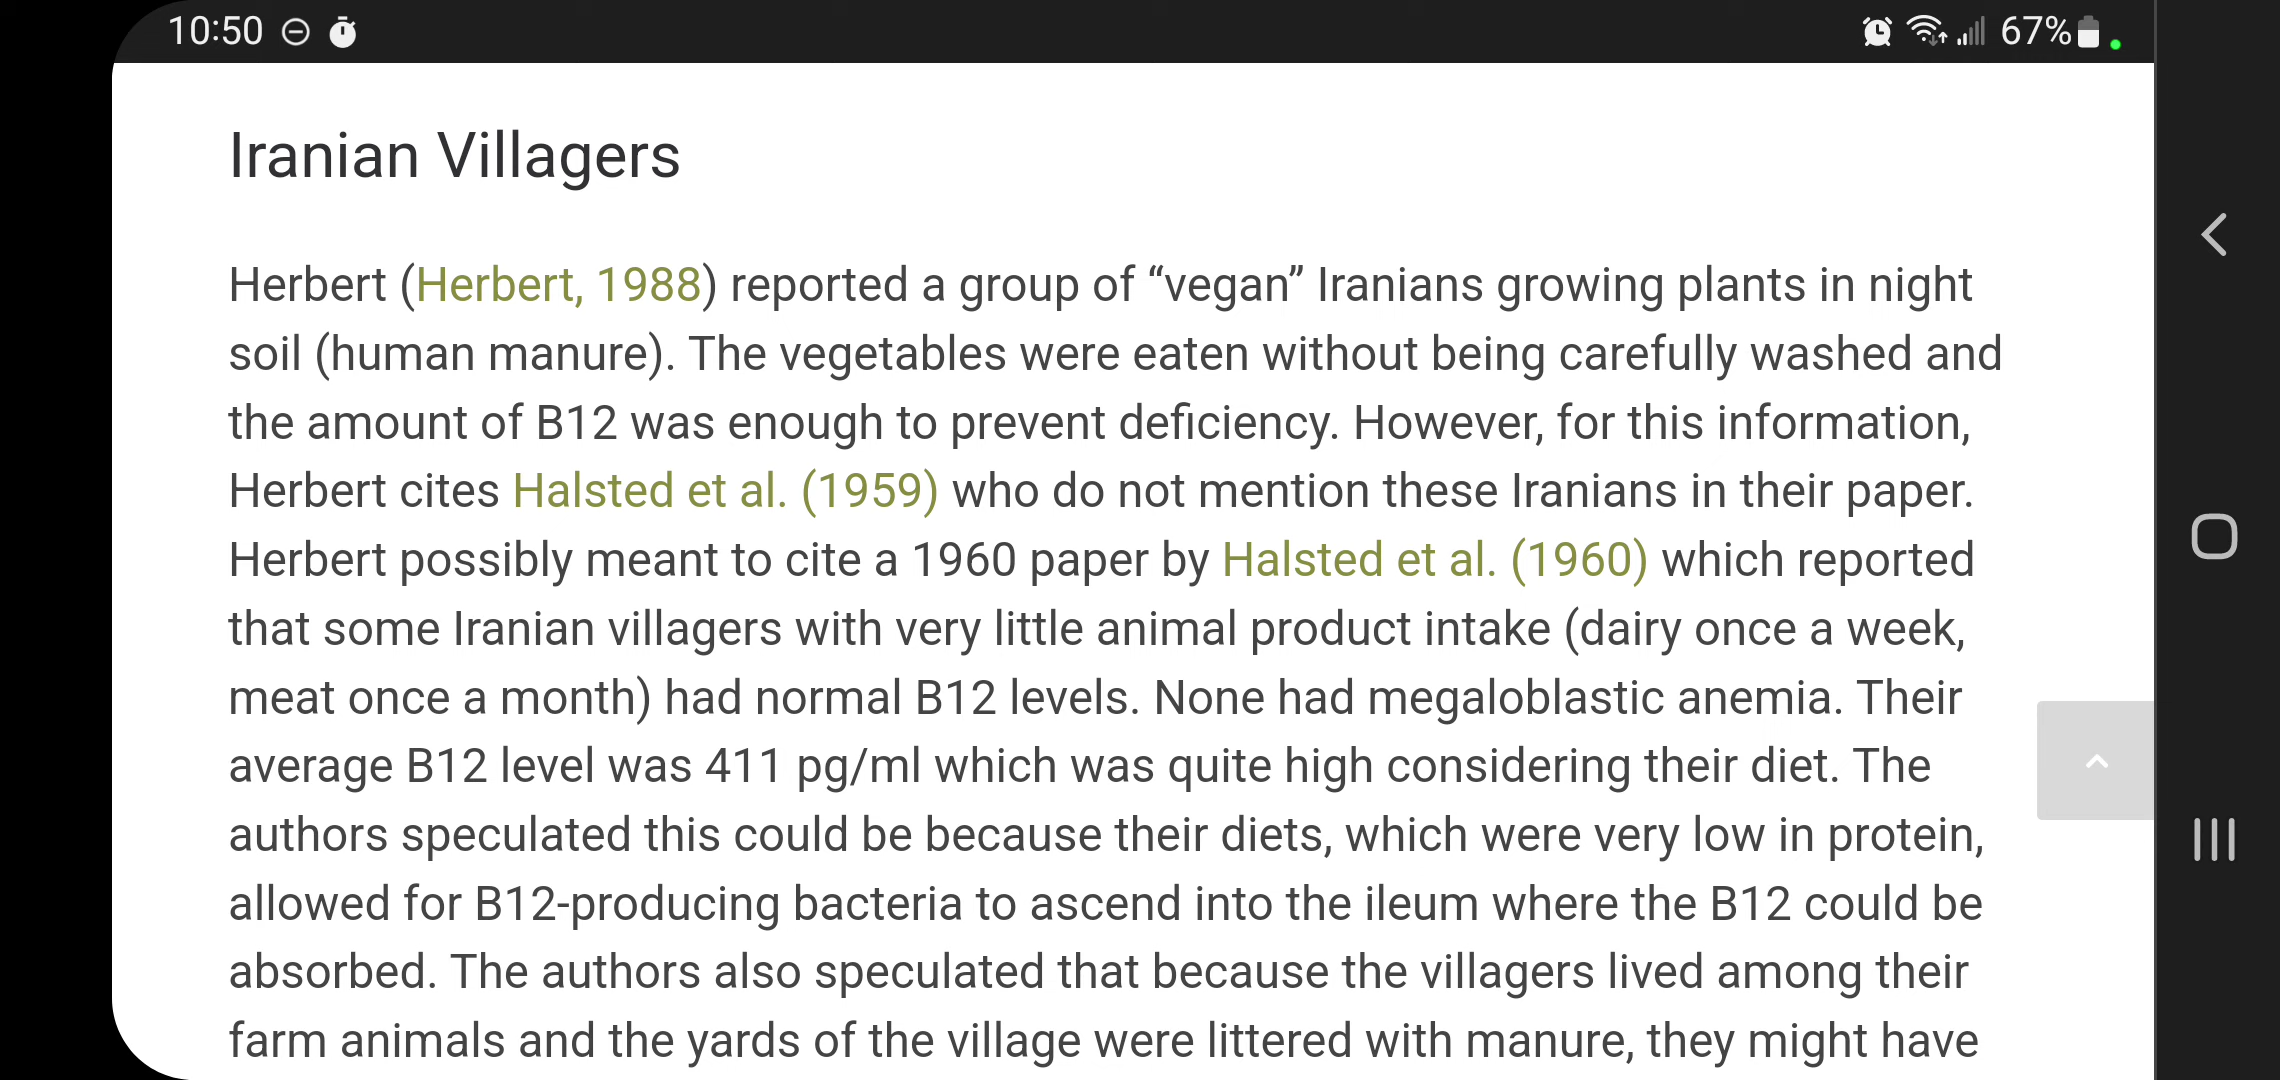 10:50
67%
Iranian Villagers
Herbert (Herbert, 1988) reported a group of “vegan” Iranians growing plants in night
soil (human manure). The vegetables were eaten without being carefully washed and
the amount of B12 was enough to prevent deficiency. However, for this information,
Herbert cites Halsted et al. (1959) who do not mention these Iranians in their paper.
Herbert possibly meant to cite a 1960 paper by Halsted et al. (1960) which reported
that some Iranian villagers with very little animal product intake (dairy once a week,
meat once a month) had normal B12 levels. None had megaloblastic anemia. Their
average B12 level was 411 pg/ml which was quite high considering their diet. The
authors speculated this could be because their diets, which were very low in protein,
allowed for B12-producing bacteria to ascend into the ileum where the B12 could be
absorbed. The authors also speculated that because the villagers lived among their
farm animals and the yards of the village were littered with manure, they might have